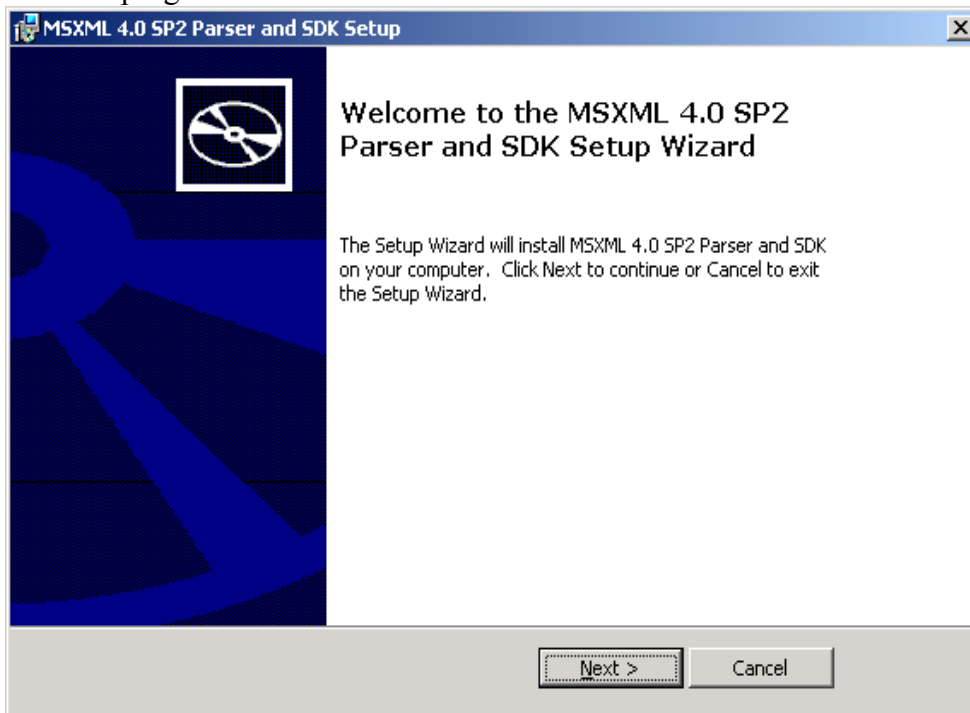 MSXML 4.0 SP2 Parser and SDK Setup
Welcome to the MSXML 4.0 SP2
Parser and SDK Setup Wizard
The Setup Wizard will install MSXML 4.0 SP2 Parser and SDK
on your computer. Click Next to continue or Cancel to exit
the Setup Wizard.
Next >
Cancel